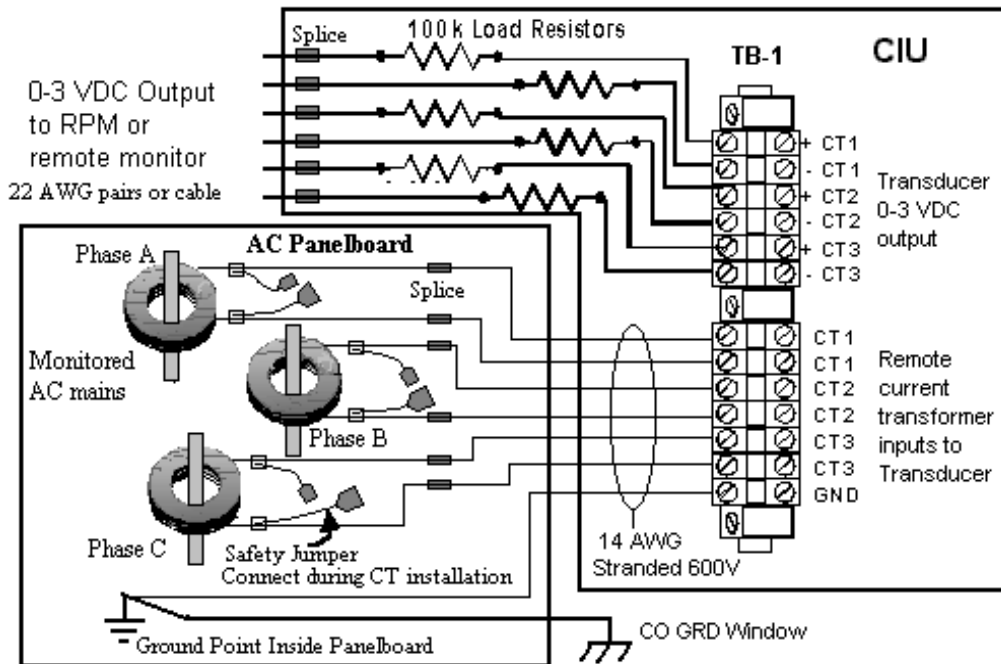 Splice
100k Load Resistors
TB-1
CIU
0-3 VDC Output
to RPM or
remote monitor
22 AWG pairs or cable
+ CT1
- CT1
+ CT2
- CT2
+ CT3
- CT3
Transducer
0-3 VDC
output
AC Panelboard
Phase A
Splice
Monitored
AC mains
Phase B
Phase C
Safety Jumper
Connect during CT installation
Ground Point Inside Panelboard
CT1
CT1
CT2
CT2
CT3
CT3
GND
Remote
current
transformer
inputs to
Transducer
14 AWG
Stranded 600V
CO GRD Window